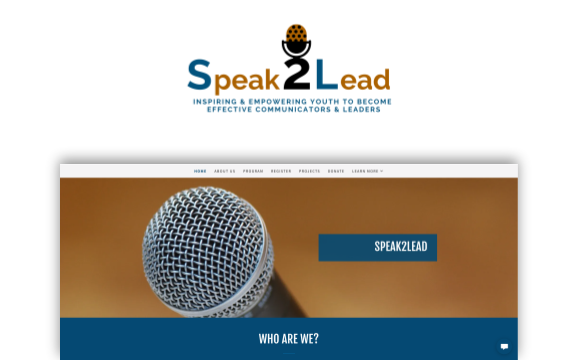 Speak2Lead
INSPIRING & EMPOWERING YOUTH TO BECOME
EFFECTIVE COMMUNICATORS & LEADERS
HOME ABOUT US PROGRAM REGISTER PROJECTS DONATE LEARN MORE
SPEAK2LEAD
WHO ARE WE?